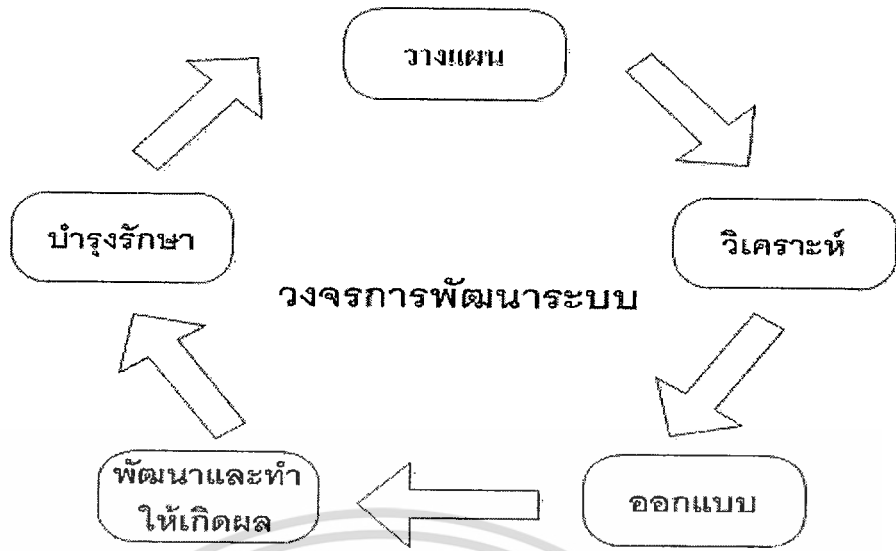 วางแผน
บำรุงรักษา
วิเคราะห์
วงจรการพัฒนาระบบ
พัฒนาและทำ
ให้เกิดผล
ออกแบบ